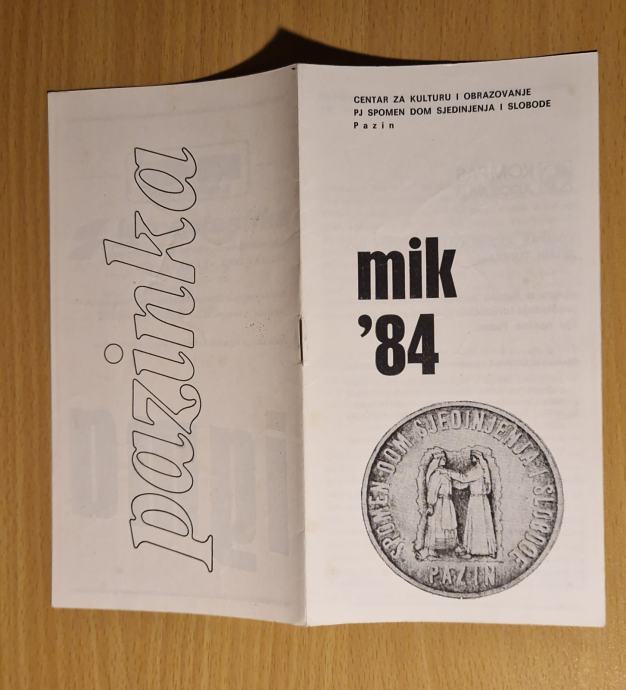 pazinka
CENTAR ZA KULTURU I OBRAZOVANJE
PJ SPOMEN DOM SJEDINJENJA I SLOBODE
Pazin
mik
'84
SPOMEN DOM SJEDINJENJA I SLOBODE
PAZIN